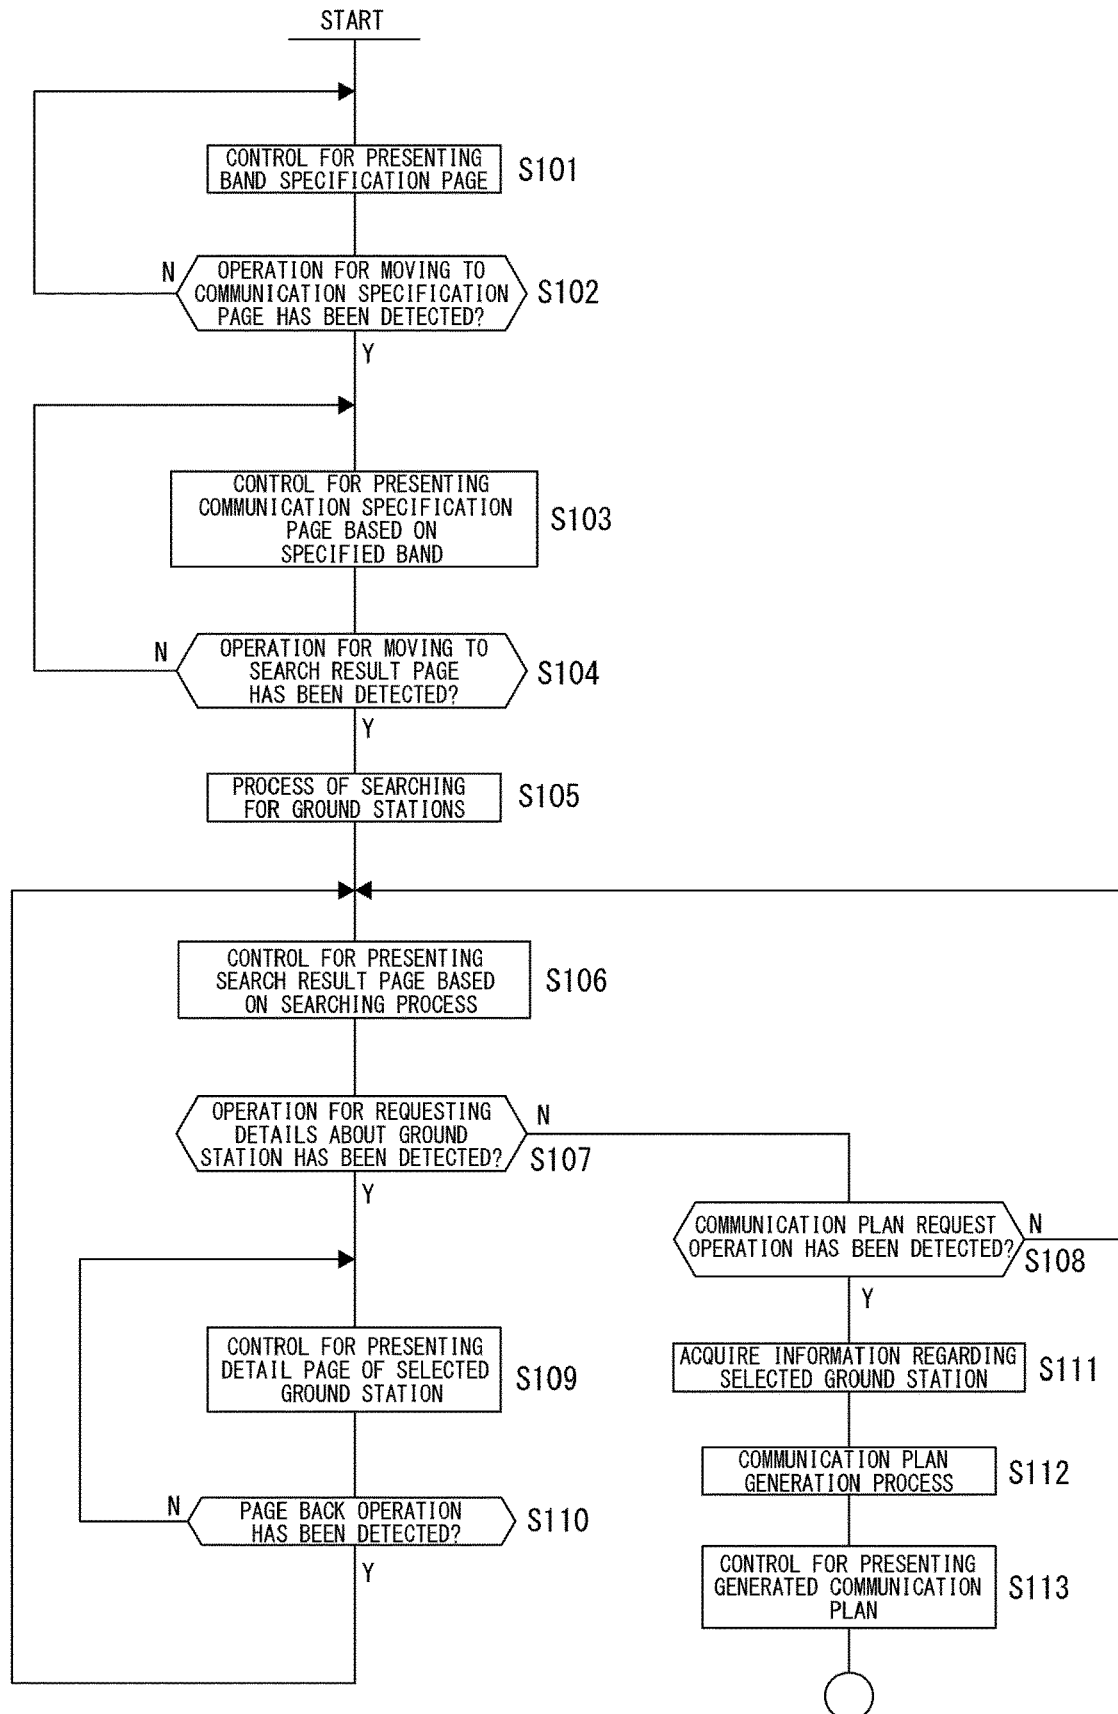 START
CONTROL FOR PRESENTING
BAND SPECIFICATION PAGE
S101
N
OPERATION FOR MOVING TO
COMMUNICATION SPECIFICATION
PAGE HAS BEEN DETECTED?
S102
Y
CONTROL FOR PRESENTING
COMMUNICATION SPECIFICATION
PAGE BASED ON
SPECIFIED BAND
S103
N
OPERATION FOR MOVING TO
SEARCH RESULT PAGE
HAS BEEN DETECTED?
S104
Y
PROCESS OF SEARCHING
FOR GROUND STATIONS
S105
CONTROL FOR PRESENTING
SEARCH RESULT PAGE BASED
ON SEARCHING PROCESS
S106
OPERATION FOR REQUESTING
DETAILS ABOUT GROUND
STATION HAS BEEN DETECTED?
N
S107
Y
COMMUNICATION PLAN REQUEST
OPERATION HAS BEEN DETECTED?
N
S108
Y
CONTROL FOR PRESENTING
DETAIL PAGE OF SELECTED
GROUND STATION
S109
N
PAGE BACK OPERATION
HAS BEEN DETECTED?
S110
Y
ACQUIRE INFORMATION REGARDING
SELECTED GROUND STATION
S111
COMMUNICATION PLAN
GENERATION PROCESS
S112
CONTROL FOR PRESENTING
GENERATED COMMUNICATION
PLAN
S113